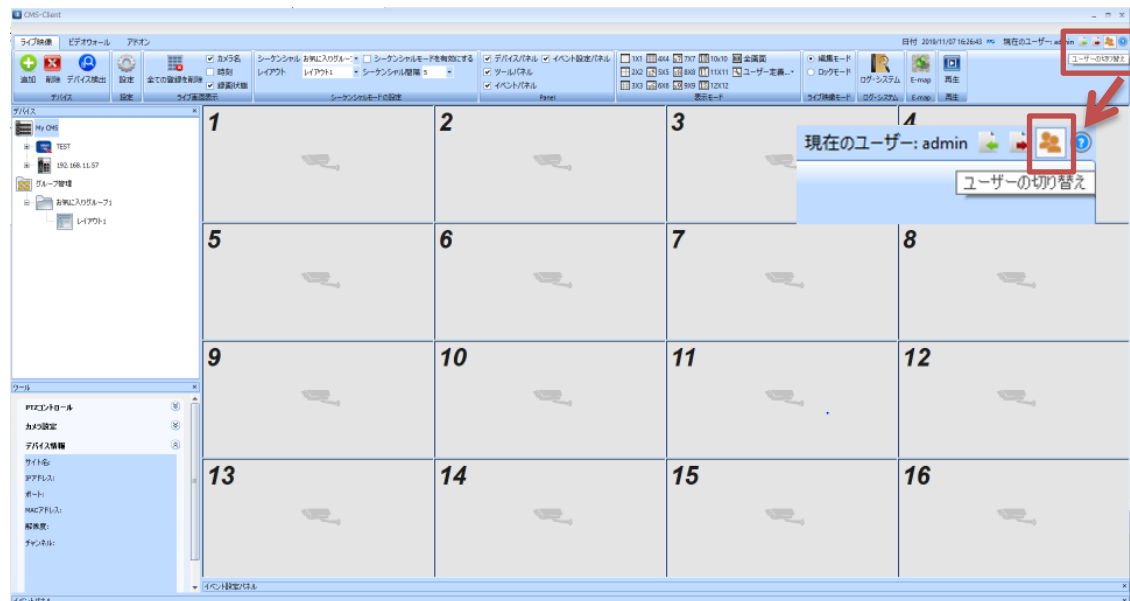 CMS-Client
ライブ映像 ビデオウォール アドオン
日付 2019/11/07 16:26:43 現在のユーザー: admin
ユーザーの切り替え
追加 削除 デバイス検出 設定 全ての登録を削除
カメラ名
時刻
録画状態
シーケンシャル お気に入りグループ1 シーケンシャルモードを有効にする
レイアウト レイアウト1 シーケンシャル間隔 5
デバイスパネル イベント設定パネル
ツールパネル
イベントパネル
1X1 4X4 7X7 10x10 全画面
2X2 5X5 8X8 11X11 ユーザー定義...
3X3 6X6 9X9 12X12
編集モード
ロックモード
ログ・システム E-map 再生
デバイス 設定 ライブ画面表示 シーケンシャルモードの設定 Panel 表示モード ライブ映像モード ログ・システム E-map 再生
デバイス
My CMS
TEST
192.168.11.57
グループ管理
お気に入りグループ1
レイアウト1
1 2 3 4
現在のユーザー: admin
ユーザーの切り替え
5 6 7 8
9 10 11 12
13 14 15 16
ツール
PTZコントロール
カメラ設定
デバイス情報
サイト名:
IPアドレス:
ポート:
MACアドレス:
解像度:
チャンネル:
イベント設定パネル
イベントパネル